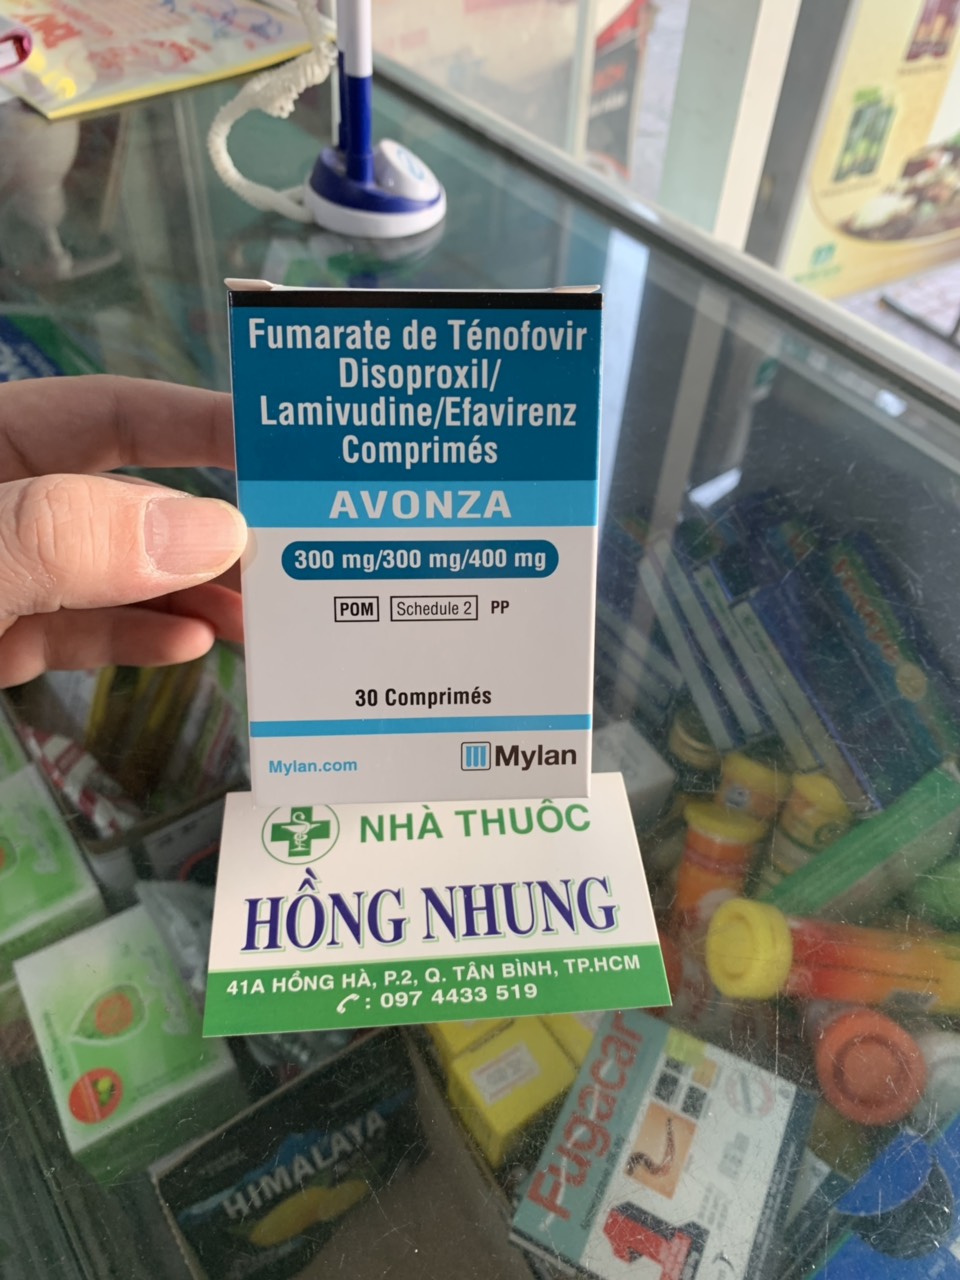 Fumarate de Ténofovir
Disoproxil/
Lamivudine/Efavirenz
Comprimés
AVONZA
300 mg/300 mg/400 mg
POM Schedule 2 PP
30 Comprimés
Mylan.com Mylan
NHÀ THUỐC
HỒNG NHUNG
41A HỒNG HÀ, P.2, Q. TÂN BÌNH, TP.HCM
: 097 4433 519
HIMALAYA
Fugacar
1